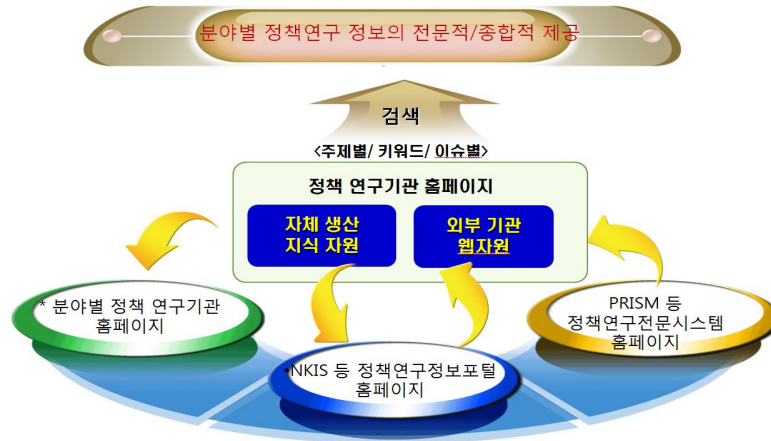 분야별 정책연구 정보의 전문적/종합적 제공
검색
<주제별/ 키워드/ 이슈별>
정책 연구기관 홈페이지
자체 생산
지식 자원
외부 기관
웹자원
* 분야별 정책 연구기관
홈페이지
•NKIS 등 정책연구정보포털
홈페이지
PRISM 등
정책연구전문시스템
홈페이지